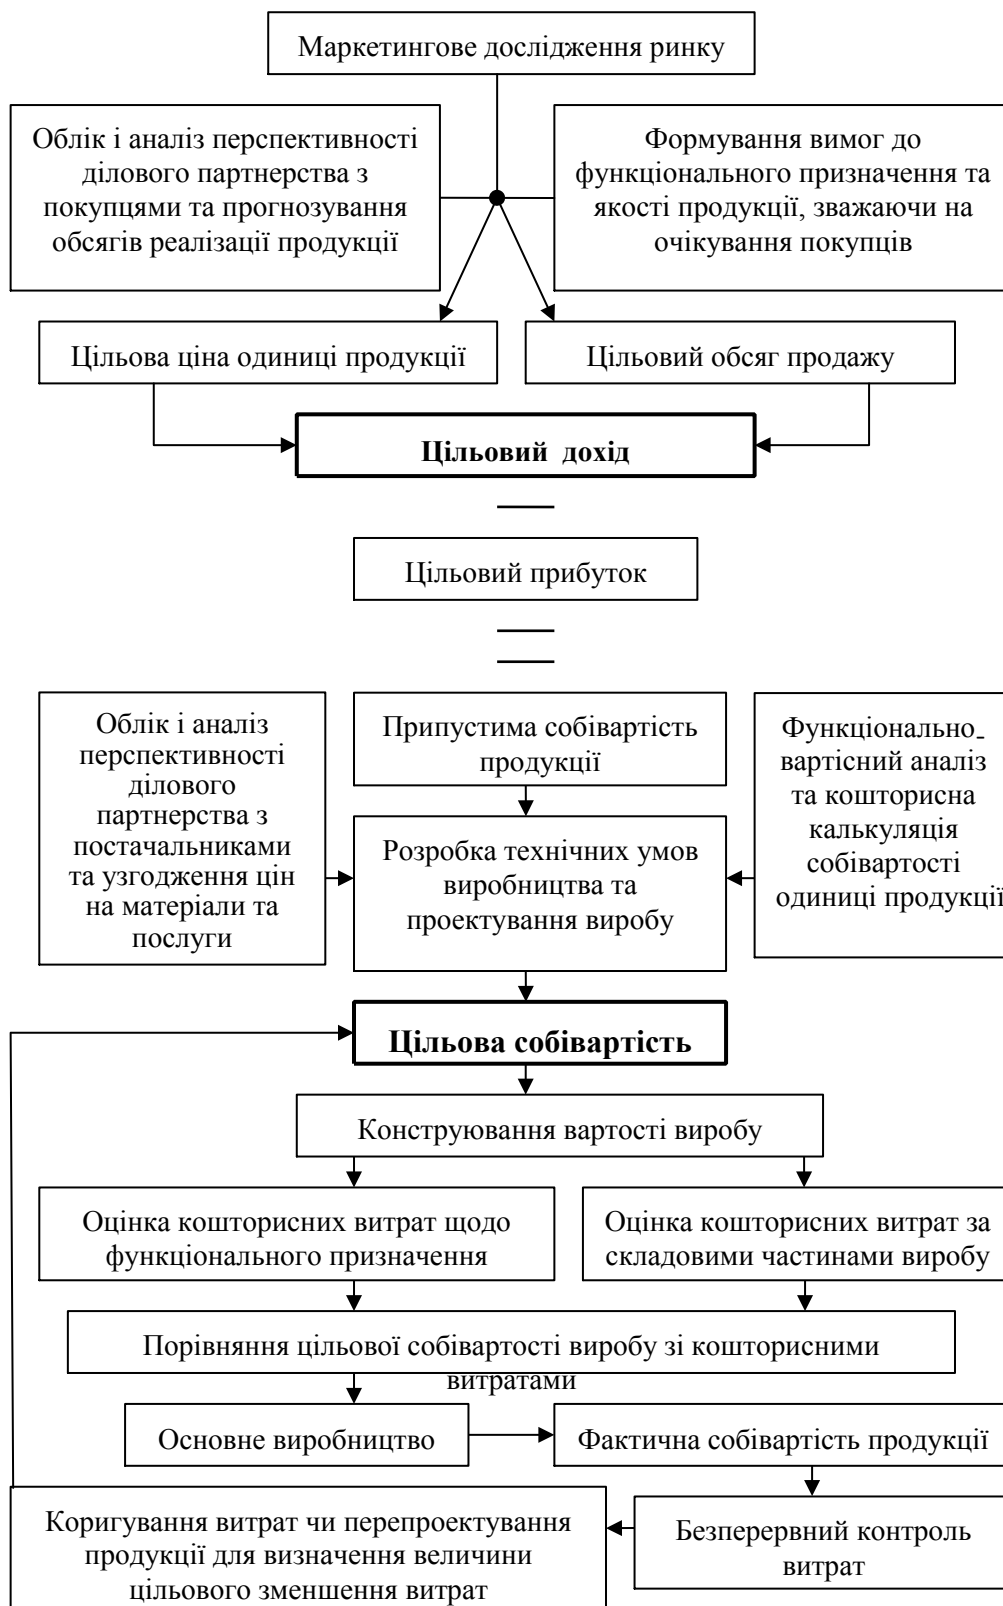 Маркетингове дослідження ринку
Облік і аналіз перспективності
ділового партнерства з
покупцями та прогнозування
обсягів реалізації продукції
Формування вимог до
функціонального призначення та
якості продукції, зважаючи на
очікування покупців
Цільова ціна одиниці продукції
Цільовий обсяг продажу
Цільовий дохід
Цільовий прибуток
Облік і аналіз
перспективності
ділового
партнерства з
постачальниками
та узгодження цін
на матеріали та
послуги
Припустима собівартість
продукції
Функціонально-
вартісний аналіз
та кошторисна
калькуляція
собівартості
одиниці продукції
Розробка технічних умов
виробництва та
проектування виробу
Цільова собівартість
Конструювання вартості виробу
Оцінка кошторисних витрат щодо
функціонального призначення
Оцінка кошторисних витрат за
складовими частинами виробу
Порівняння цільової собівартості виробу зі кошторисними
витратами
Основне виробництво
Фактична собівартість продукції
Коригування витрат чи перепроектування
продукції для визначення величини
цільового зменшення витрат
Безперервний контроль
витрат